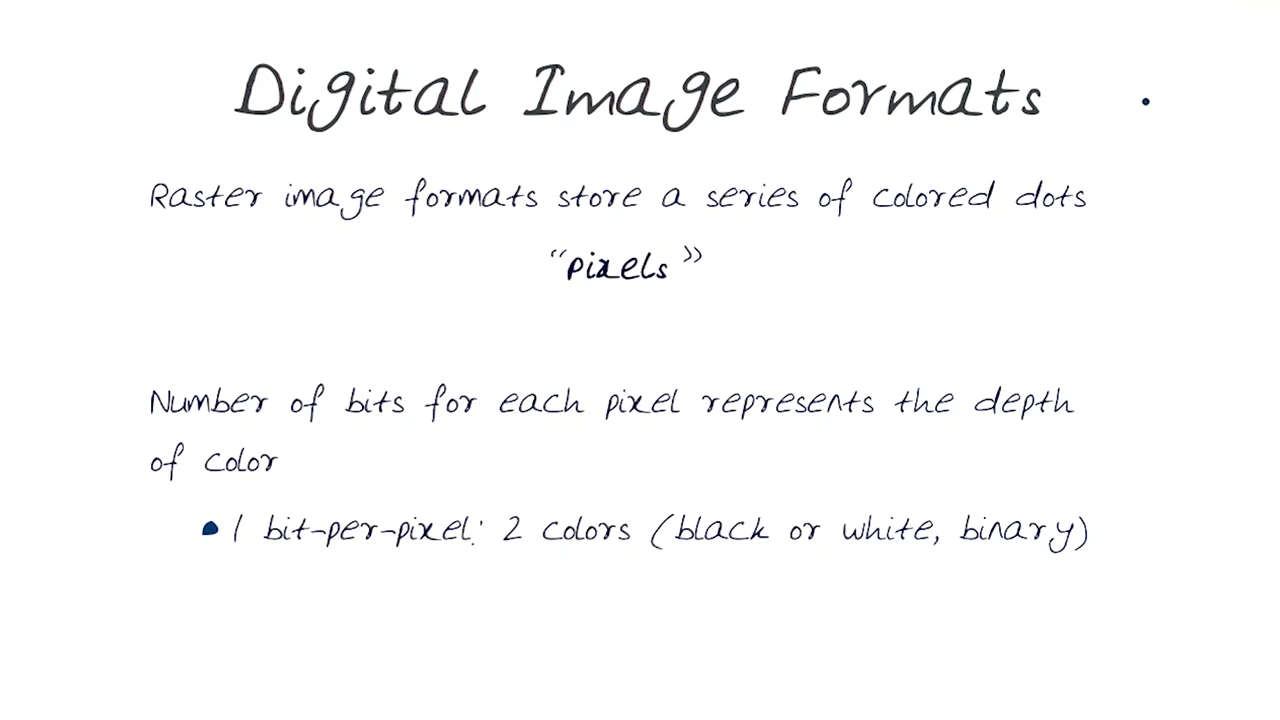 Digital Image Formats
Raster image formats store a series of colored dots
"pixels"
Number of bits for each pixel represents the depth
of color
• 1 bit-per-pixel: 2 colors (black or white, binary)